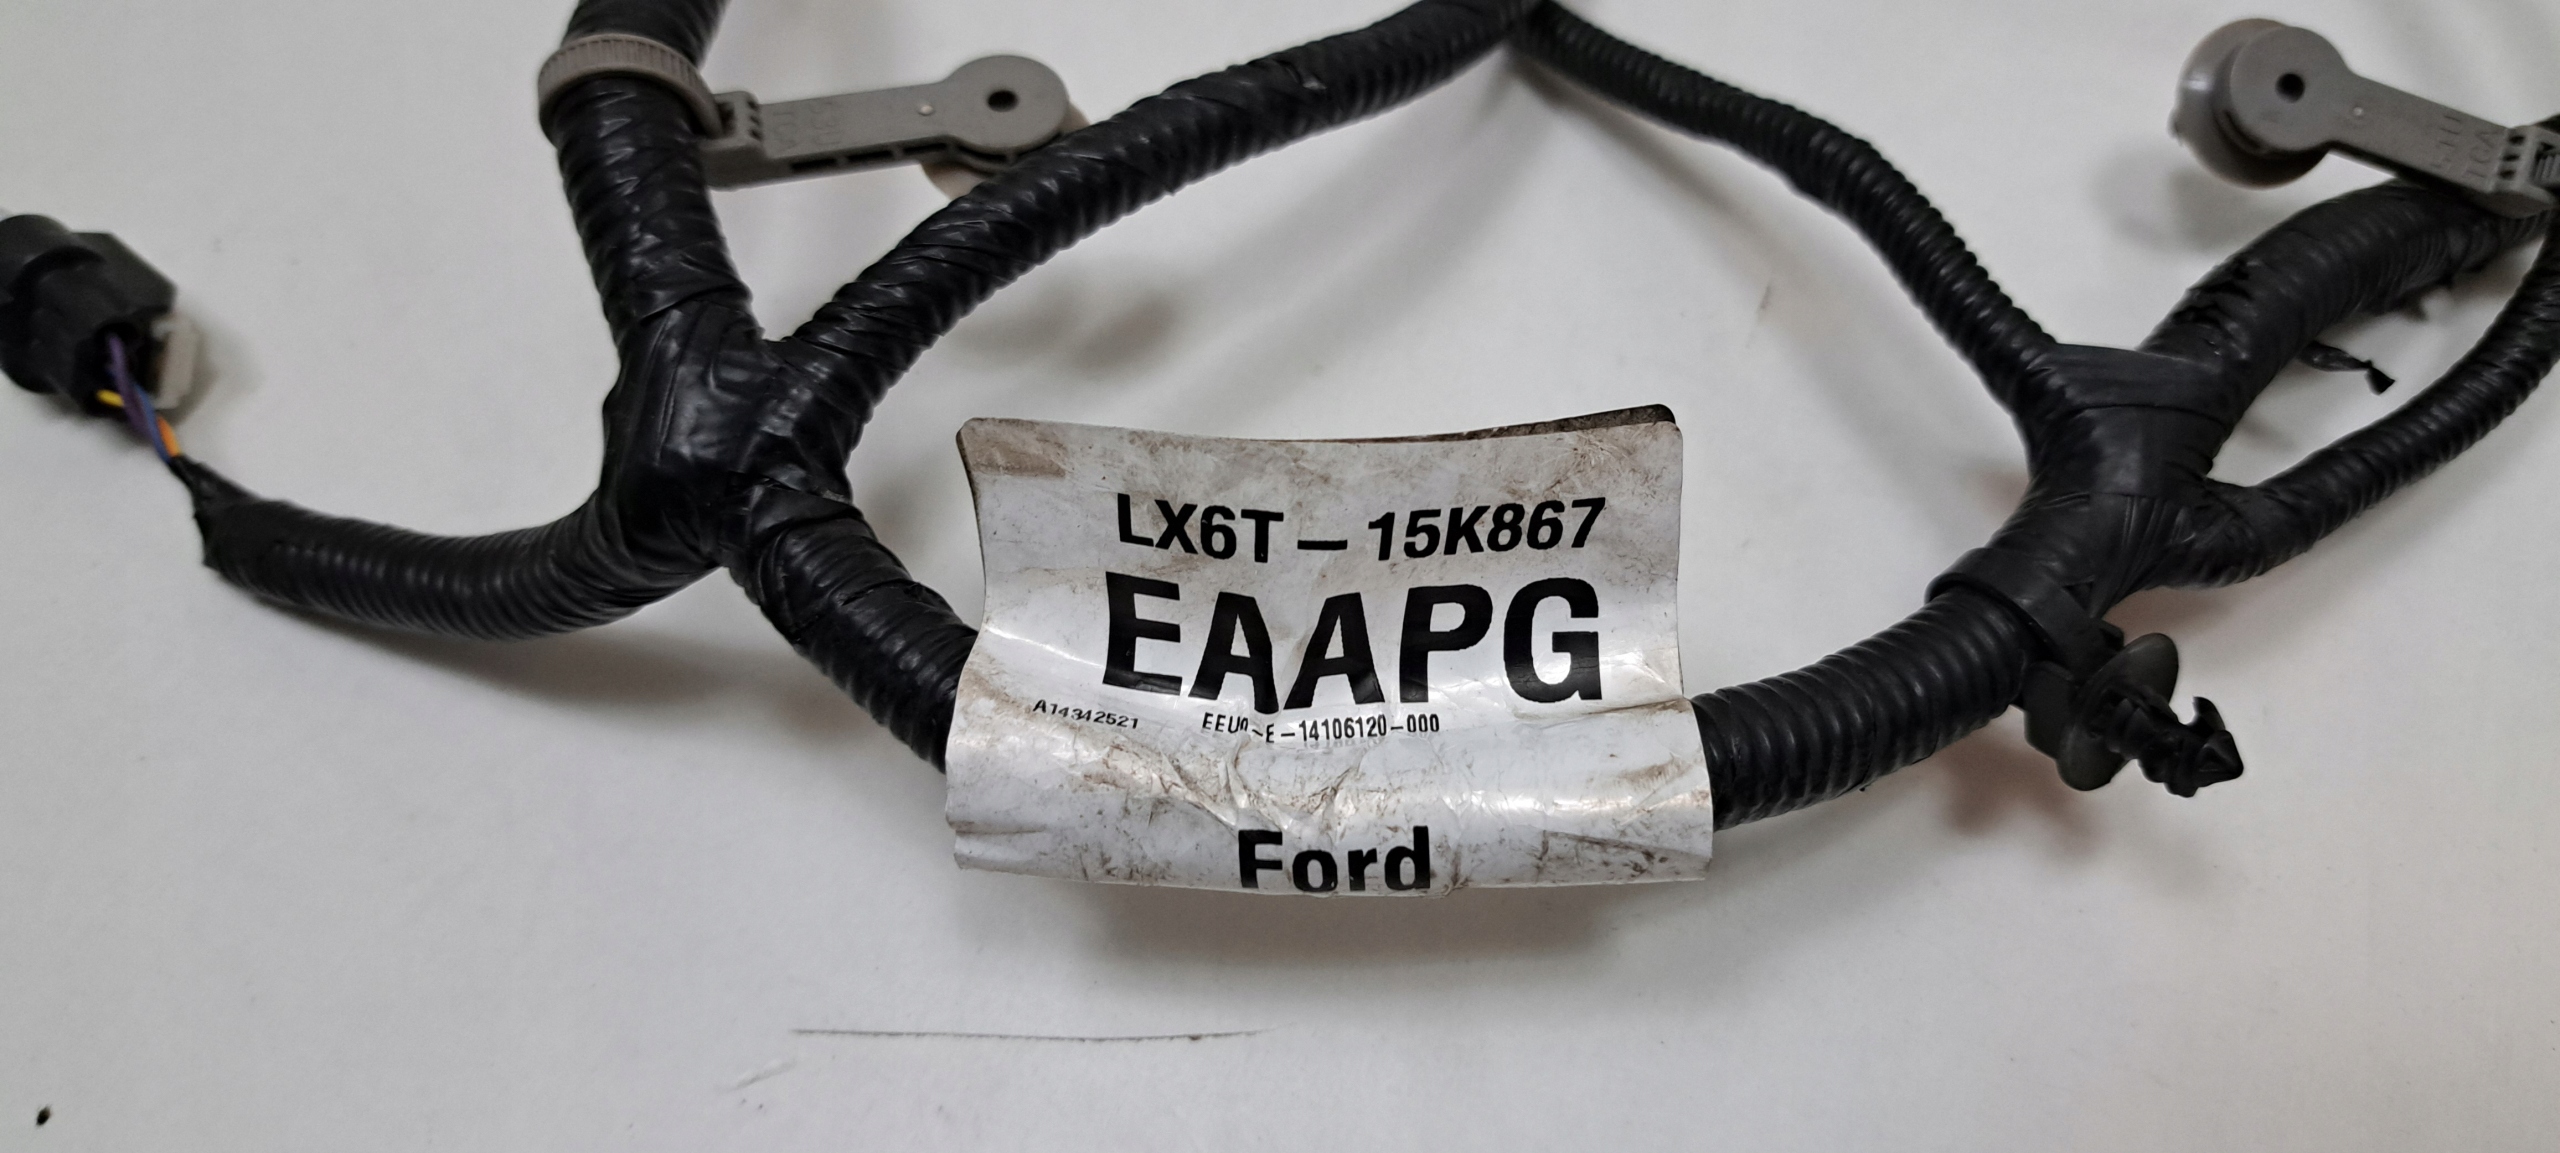 LX6T – 15K867
EAAPG
A14342521
–14106120–000
Ford